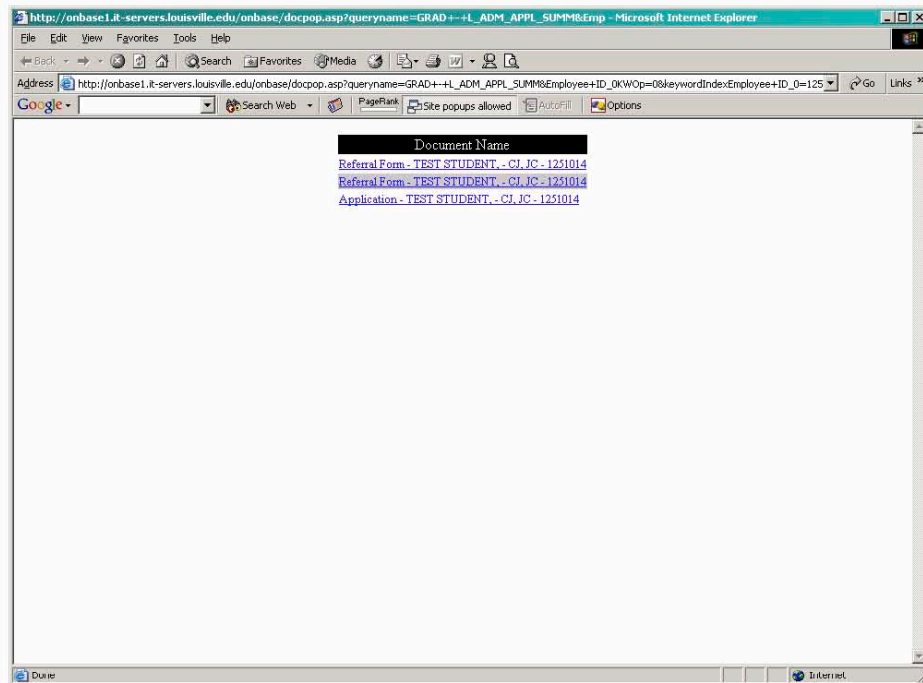 http://onbase1.it-servers.louisville.edu/onbase/docpop.asp?queryname=GRAD+-+L_ADM_APPL_SUMM&Emp - Microsoft Internet Explorer
File Edit View Favorites Tools Help
Back Search Favorites Media
Address http://onbase1.it-servers.louisville.edu/onbase/docpop.asp?queryname=GRAD+-+L_ADM_APPL_SUMM&Employee+ID_0KWOp=0&keywordIndexEmployee+ID_0=125 Go Links »
Google Search Web PageRank Site popups allowed AutoFill Options
Document Name
Referral Form - TEST STUDENT, - CJ, JC - 1251014
Referral Form - TEST STUDENT, - CJ, JC - 1251014
Application - TEST STUDENT, - CJ, JC - 1251014
Done Internet